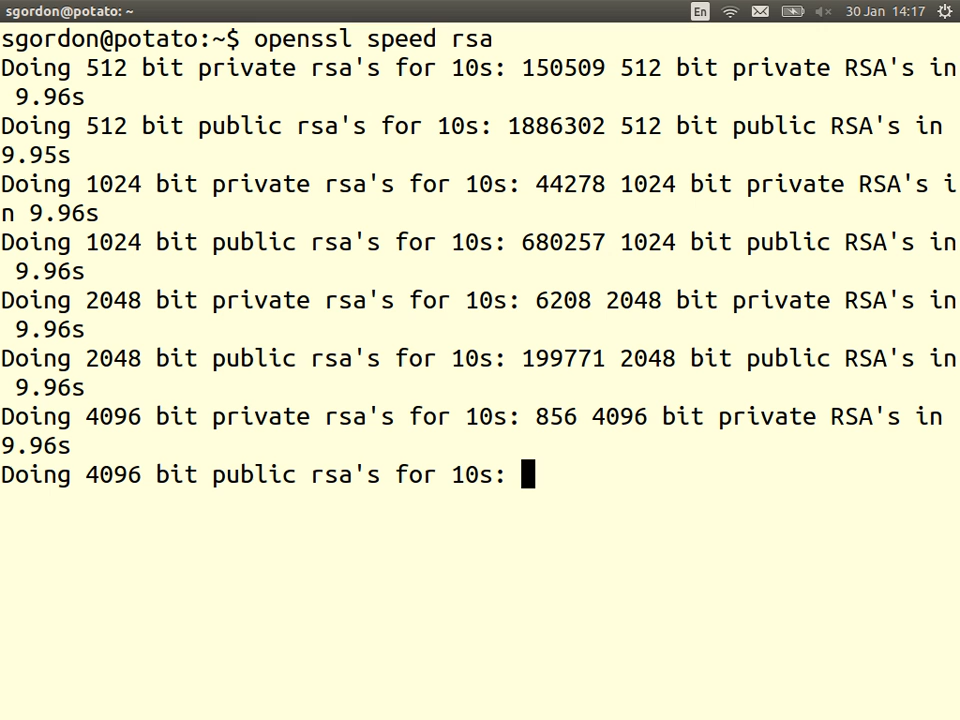 sgordon@potato: ~
En
30 Jan 14:17
sgordon@potato:~$ openssl speed rsa
Doing 512 bit private rsa's for 10s: 150509 512 bit private RSA's in
 9.96s
Doing 512 bit public rsa's for 10s: 1886302 512 bit public RSA's in
9.95s
Doing 1024 bit private rsa's for 10s: 44278 1024 bit private RSA's i
n 9.96s
Doing 1024 bit public rsa's for 10s: 680257 1024 bit public RSA's in
 9.96s
Doing 2048 bit private rsa's for 10s: 6208 2048 bit private RSA's in
 9.96s
Doing 2048 bit public rsa's for 10s: 199771 2048 bit public RSA's in
 9.96s
Doing 4096 bit private rsa's for 10s: 856 4096 bit private RSA's in
9.96s
Doing 4096 bit public rsa's for 10s: